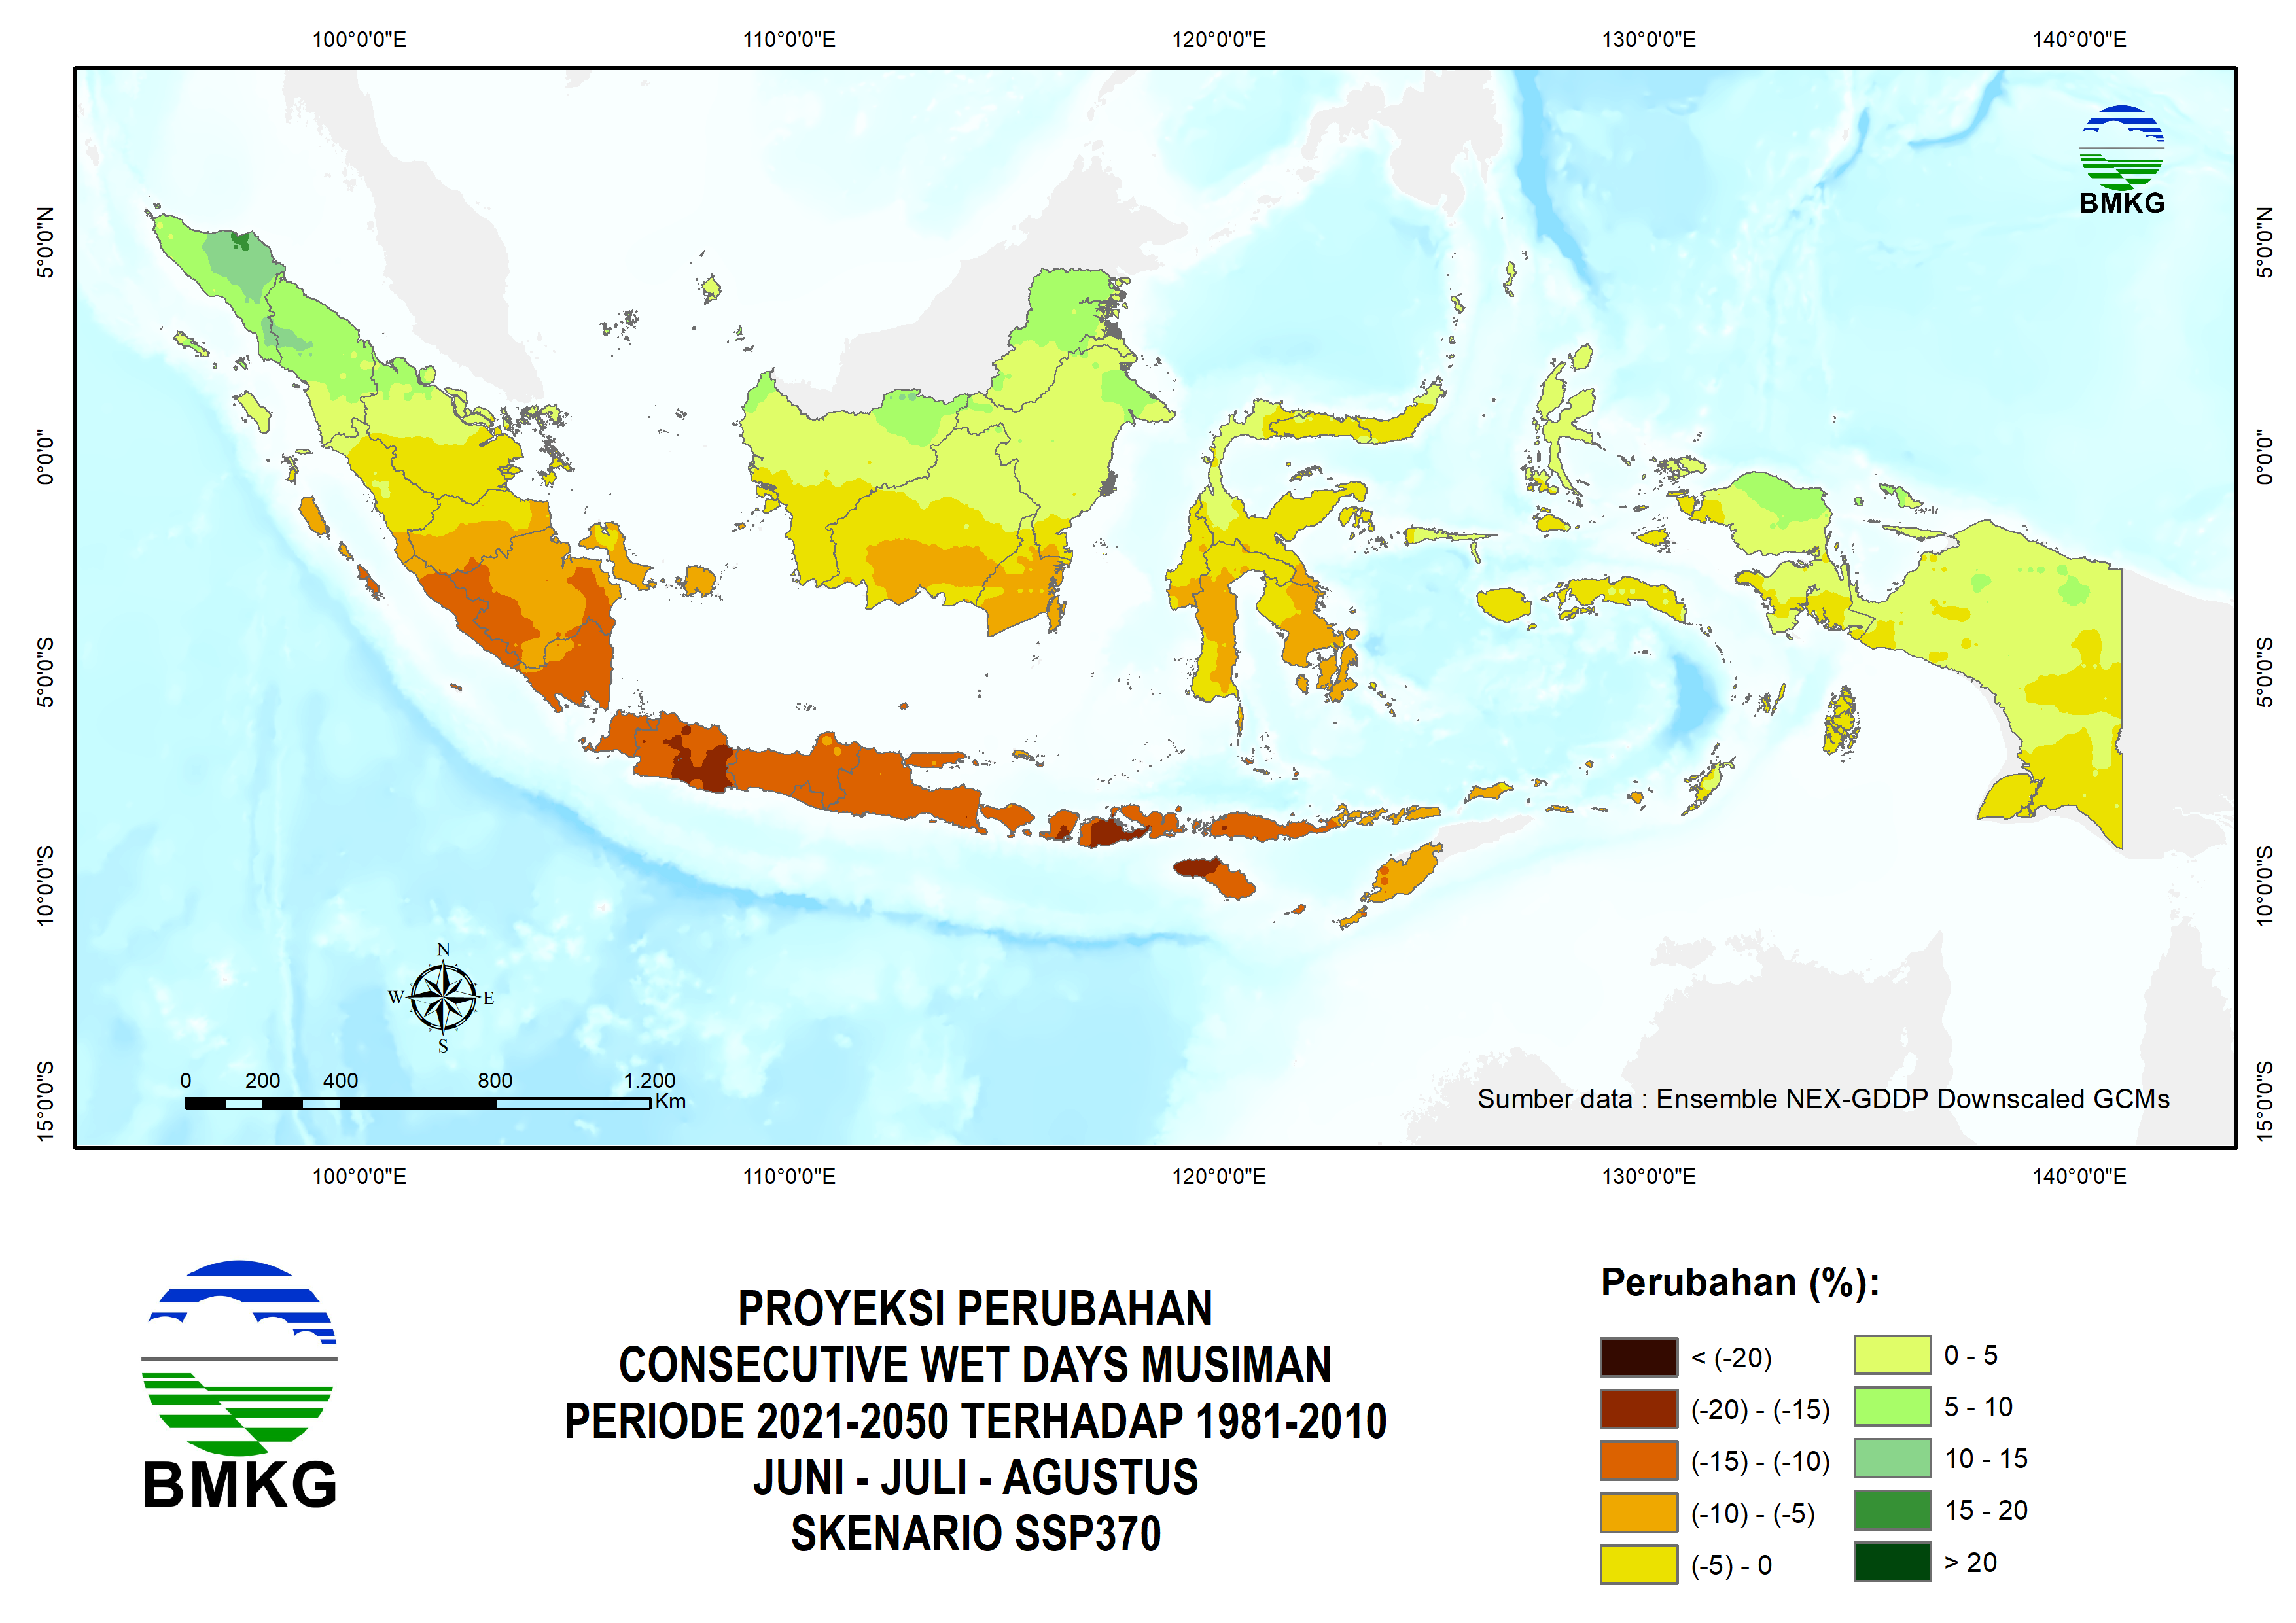 100°0'0"E 110°0'0"E 120°0'0"E 130°0'0"E 140°0'0"E
BMKG
5°0'0"N 5°0'0"N
0°0'0" 0°0'0"
5°0'0"S 5°0'0"S
10°0'0"S 10°0'0"S
15°0'0"S 15°0'0"S
N
W E
S
0 200 400 800 1.200
Km
Sumber data : Ensemble NEX-GDDP Downscaled GCMs
100°0'0"E 110°0'0"E 120°0'0"E 130°0'0"E 140°0'0"E
BMKG
PROYEKSI PERUBAHAN
CONSECUTIVE WET DAYS MUSIMAN
PERIODE 2021-2050 TERHADAP 1981-2010
JUNI - JULI - AGUSTUS
SKENARIO SSP370
Perubahan (%):
< (-20)
(-20) - (-15)
(-15) - (-10)
(-10) - (-5)
(-5) - 0
0 - 5
5 - 10
10 - 15
15 - 20
> 20